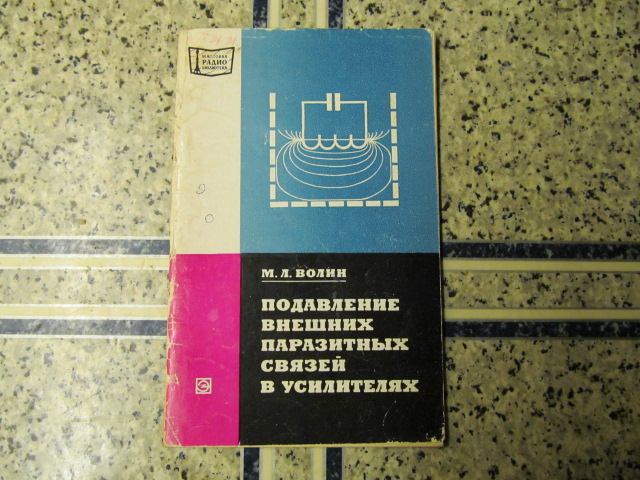 МАССОВАЯ
РАДИО
БИБЛИОТЕКА
М. Л. ВОЛИН
ПОДАВЛЕНИЕ
ВНЕШНИХ
ПАРАЗИТНЫХ
СВЯЗЕЙ
В УСИЛИТЕЛЯХ